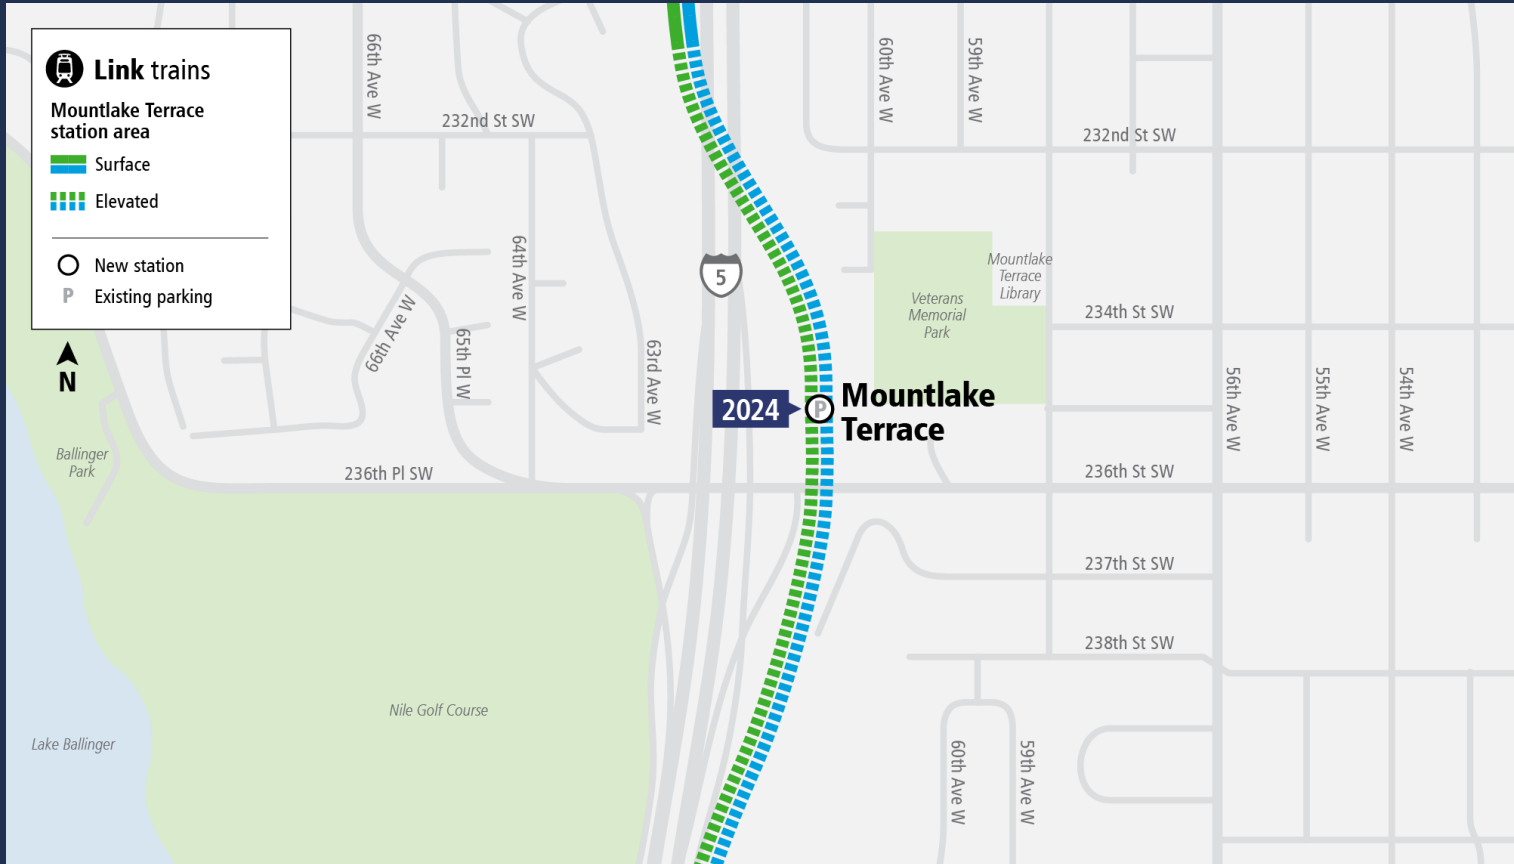 Link trains
Mountlake Terrace
station area
Surface
Elevated
New station
P Existing parking
N
66th Ave W
232nd St SW
60th Ave W
59th Ave W
232nd St SW
64th Ave W
5
Mountlake
Terrace
Library
Veterans
Memorial
Park
234th St SW
66th Ave W
65th Pl W
63rd Ave W
2024
P
Mountlake
Terrace
56th Ave W
55th Ave W
54th Ave W
Ballinger
Park
236th Pl SW
236th St SW
237th St SW
238th St SW
Nile Golf Course
Lake Ballinger
60th Ave W
59th Ave W